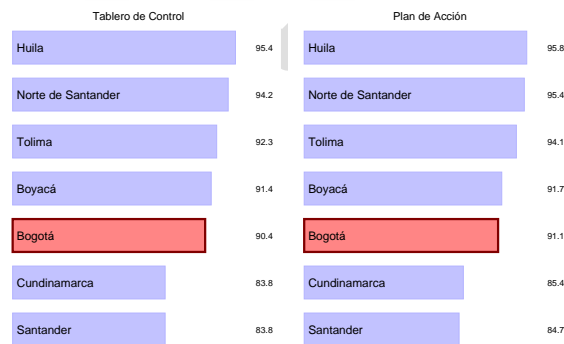 Tablero de Control
Huila 95.4
Norte de Santander 94.2
Tolima 92.3
Boyacá 91.4
Bogotá 90.4
Cundinamarca 83.8
Santander 83.8
Plan de Acción
Huila 95.8
Norte de Santander 95.4
Tolima 94.1
Boyacá 91.7
Bogotá 91.1
Cundinamarca 85.4
Santander 84.7